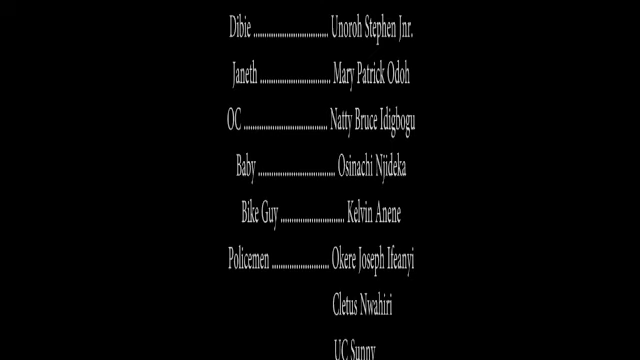 Dibie ............................. Unoroh Stephen Jnr.
Janeth ........................... Mary Patrick Odoh
OC ................................ Natty Bruce Idigbogu
Baby .............................. Osinachi Njideka
Bike Guy ........................ Kelvin Anene
Policemen ...................... Okere Joseph Ifeanyi
Cletus Nwahiri
UC Sunny